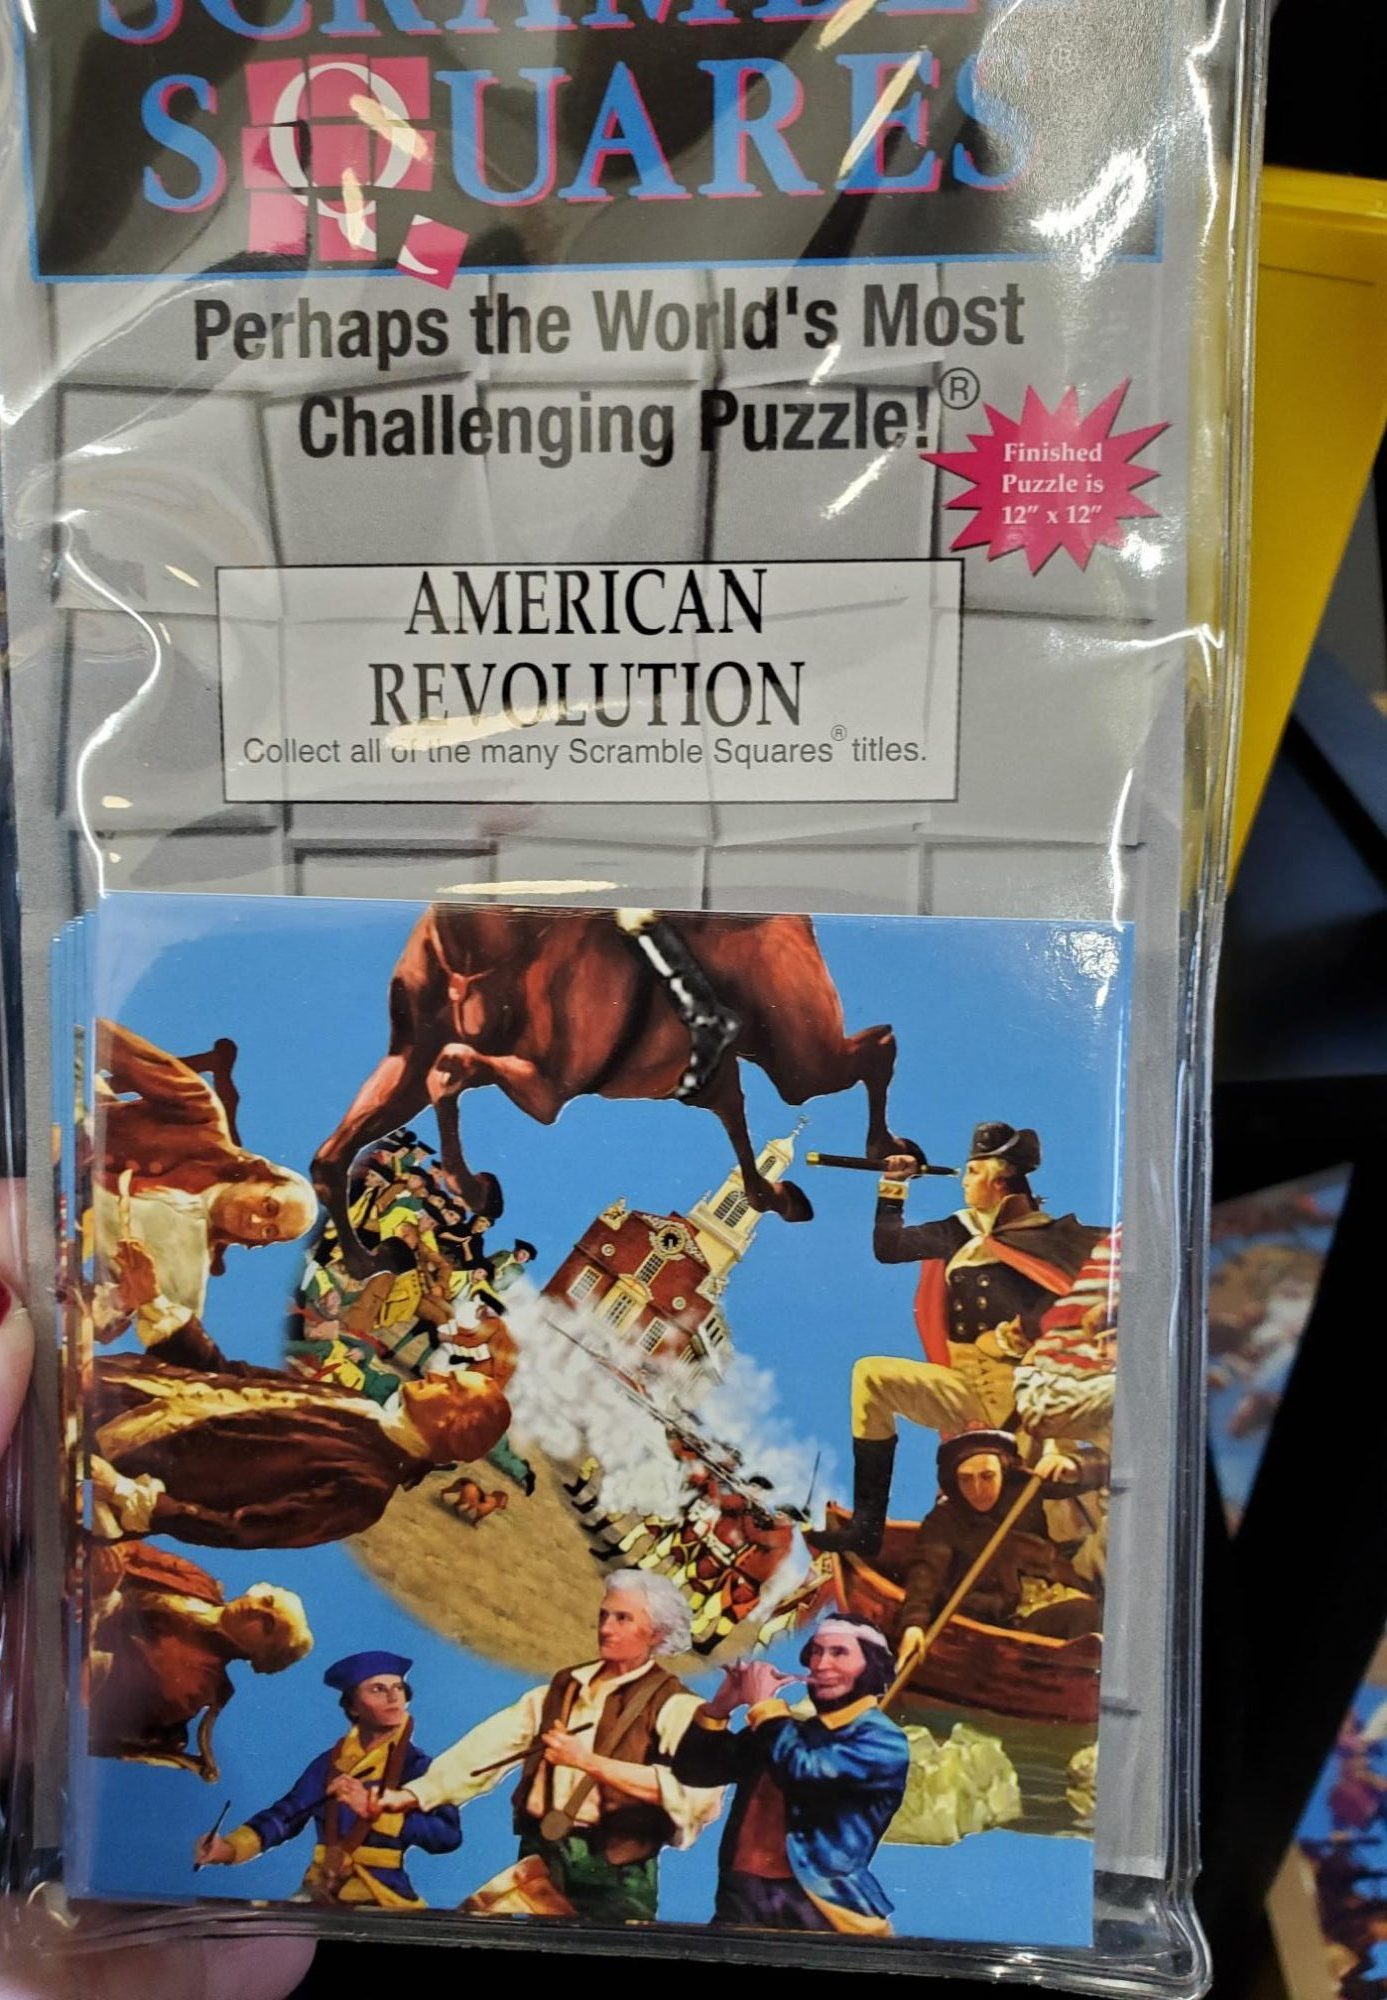 SCRAMBLE
SQUARES®
Perhaps the World's Most
Challenging Puzzle!®
Finished
Puzzle is
12" x 12"
AMERICAN
REVOLUTION
Collect all of the many Scramble Squares® titles.